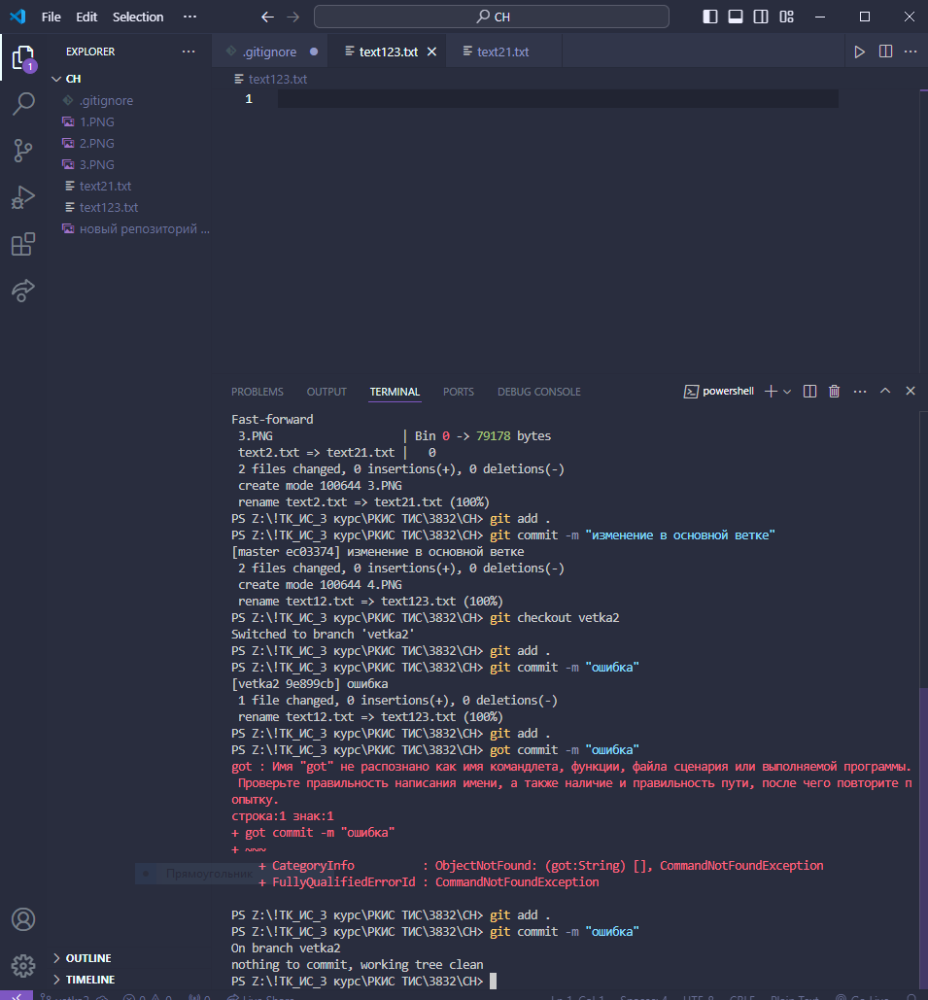 File Edit Selection ···
CH
EXPLORER ···
.gitignore
text123.txt
text21.txt
···
CH
.gitignore
1.PNG
2.PNG
3.PNG
text21.txt
text123.txt
новый репозиторий ...
text123.txt
1
1
PROBLEMS OUTPUT TERMINAL PORTS DEBUG CONSOLE
powershell
Fast-forward
3.PNG | Bin 0 -> 79178 bytes
text2.txt => text21.txt | 0
2 files changed, 0 insertions(+), 0 deletions(-)
create mode 100644 3.PNG
rename text2.txt => text21.txt (100%)
PS Z:\!ТК_ИС_3 курс\РКИС ТИС\3832\CH> git add .
PS Z:\!ТК_ИС_3 курс\РКИС ТИС\3832\CH> git commit -m "изменение в основной ветке"
[master ec03374] изменение в основной ветке
2 files changed, 0 insertions(+), 0 deletions(-)
create mode 100644 4.PNG
rename text12.txt => text123.txt (100%)
PS Z:\!ТК_ИС_3 курс\РКИС ТИС\3832\CH> git checkout vetka2
Switched to branch 'vetka2'
PS Z:\!ТК_ИС_3 курс\РКИС ТИС\3832\CH> git add .
PS Z:\!ТК_ИС_3 курс\РКИС ТИС\3832\CH> git commit -m "ошибка"
[vetka2 9e899cb] ошибка
1 file changed, 0 insertions(+), 0 deletions(-)
rename text12.txt => text123.txt (100%)
PS Z:\!ТК_ИС_3 курс\РКИС ТИС\3832\CH> git add .
PS Z:\!ТК_ИС_3 курс\РКИС ТИС\3832\CH> got commit -m "ошибка"
got : Имя "got" не распознано как имя командлета, функции, файла сценария или выполняемой программы.
Проверьте правильность написания имени, а также наличие и правильность пути, после чего повторите п
опытку.
строка:1 знак:1
+ got commit -m "ошибка"
+ ~~~
+ CategoryInfo : ObjectNotFound: (got:String) [], CommandNotFoundException
Прямоугольник
+ FullyQualifiedErrorId : CommandNotFoundException
PS Z:\!ТК_ИС_3 курс\РКИС ТИС\3832\CH> git add .
PS Z:\!ТК_ИС_3 курс\РКИС ТИС\3832\CH> git commit -m "ошибка"
On branch vetka2
nothing to commit, working tree clean
PS Z:\!ТК_ИС_3 курс\РКИС ТИС\3832\CH>
OUTLINE
TIMELINE